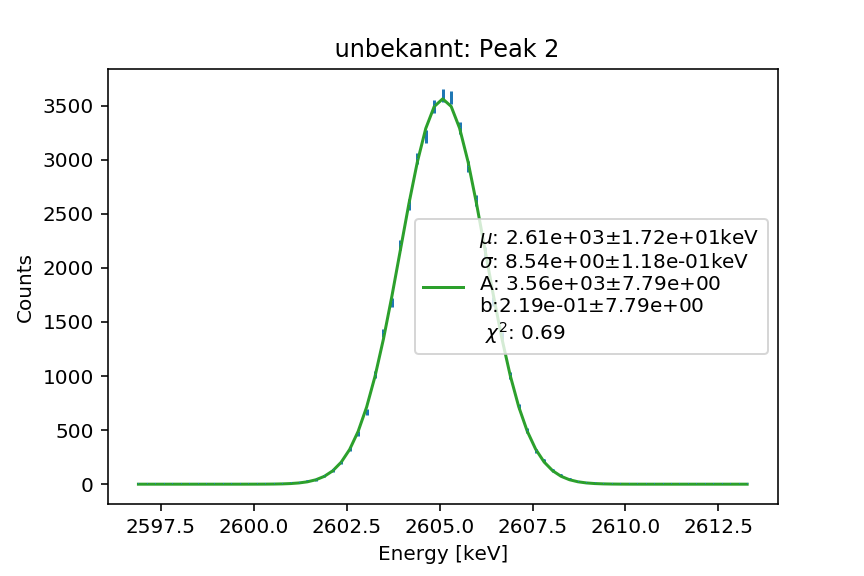 unbekannt: Peak 2
3500
3000
2500
2000
1500
1000
500
0
Counts
μ: 2.61e+03±1.72e+01keV
σ: 8.54e+00±1.18e-01keV
A: 3.56e+03±7.79e+00
b:2.19e-01±7.79e+00
χ²: 0.69
2597.5 2600.0 2602.5 2605.0 2607.5 2610.0 2612.5
Energy [keV]